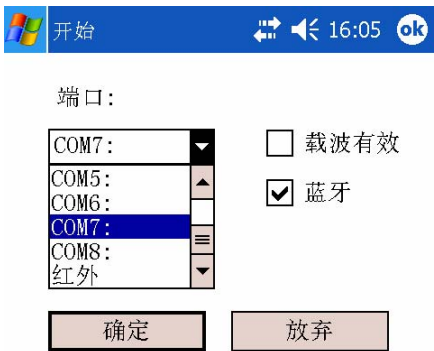 开始 16:05 ok
端口:
COM7: 载波有效
COM5:
COM6: 蓝牙
COM7:
COM8:
红外
确定 放弃